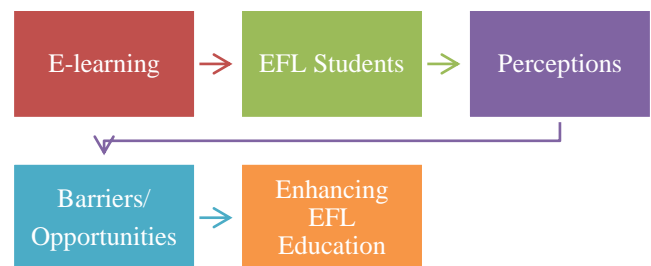 E-learning
EFL Students
Perceptions
Barriers/
Opportunities
Enhancing
EFL
Education